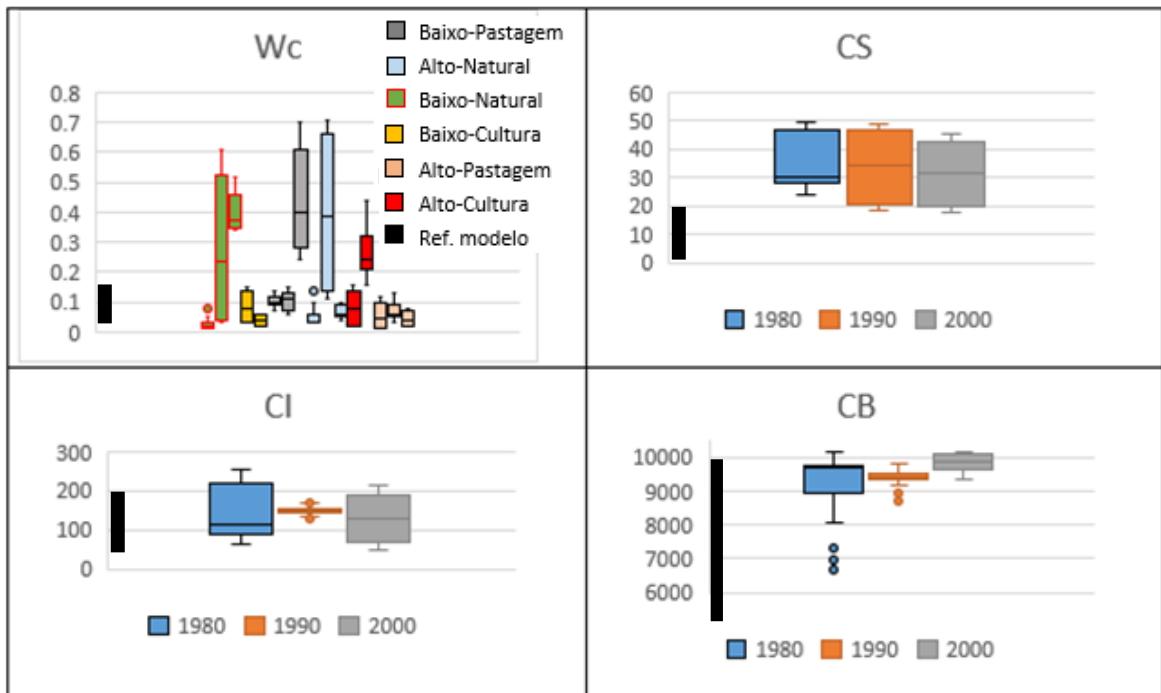 Wc
0.8
0.7
0.6
0.5
0.4
0.3
0.2
0.1
0
Baixo-Pastagem
Alto-Natural
Baixo-Natural
Baixo-Cultura
Alto-Pastagem
Alto-Cultura
Ref. modelo
CS
60
50
40
30
20
10
0
1980 1990 2000
CI
300
200
100
0
1980 1990 2000
CB
10000
9000
8000
7000
6000
1980 1990 2000